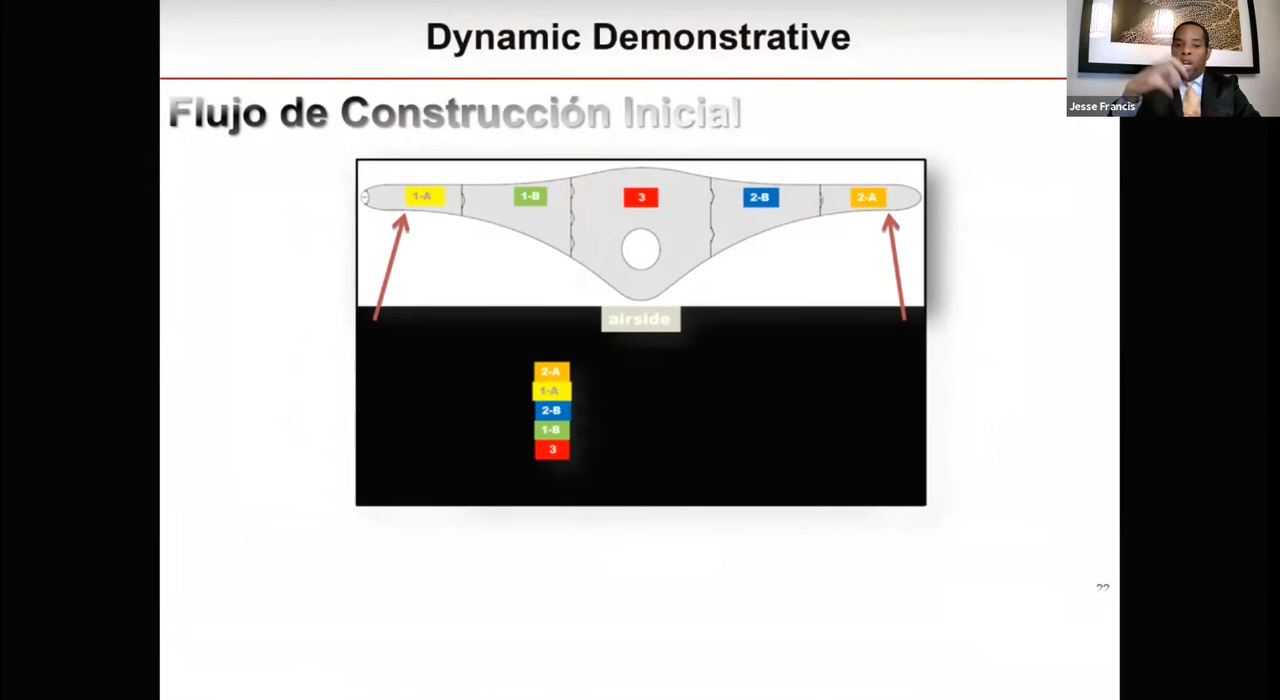 Dynamic Demonstrative
Jesse Francis
Flujo de Construcción Inicial
1-A
1-B
3
2-B
2-A
airside
2-A
1-A
2-B
1-B
3
22